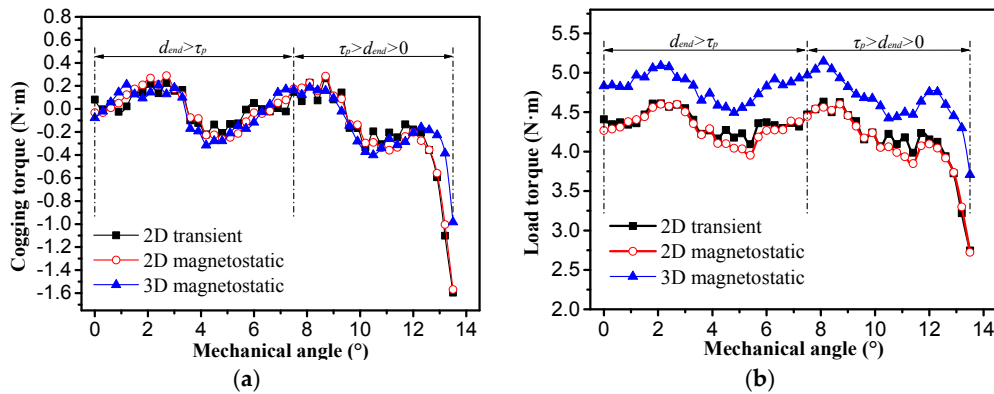 0.8
0.6
0.4
0.2
0.0
-0.2
-0.4
-0.6
-0.8
-1.0
-1.2
-1.4
-1.6
Cogging torque (N·m)
d_end>τ_p
τ_p>d_end>0
2D transient
2D magnetostatic
3D magnetostatic
0 2 4 6 8 10 12 14
Mechanical angle (°)
(a)
5.5
5.0
4.5
4.0
3.5
3.0
2.5
2.0
Load torque (N·m)
d_end>τ_p
τ_p>d_end>0
2D transient
2D magnetostatic
3D magnetostatic
0 2 4 6 8 10 12 14
Mechanical angle (°)
(b)